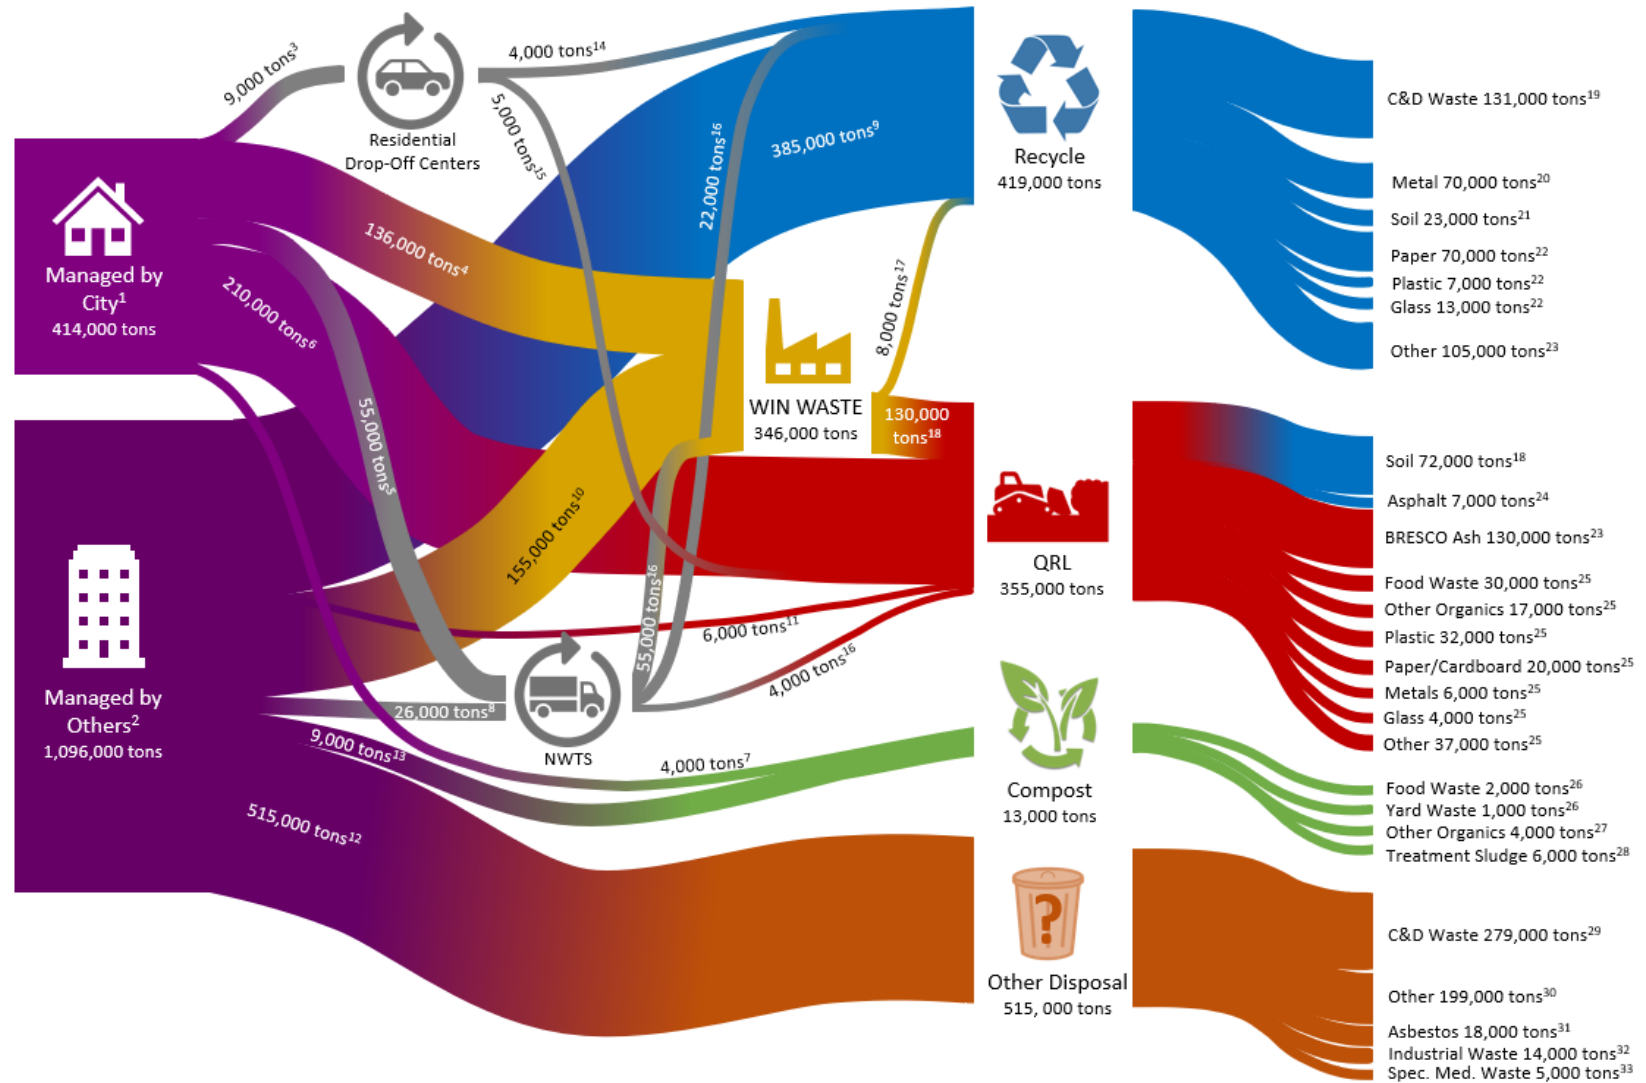 9,000 tons³
Residential
Drop-Off Centers
4,000 tons¹⁴
5,000 tons¹⁵
22,000 tons¹⁶
385,000 tons⁹
Recycle
419,000 tons
C&D Waste 131,000 tons¹⁹
Metal 70,000 tons²⁰
Soil 23,000 tons²¹
Paper 70,000 tons²²
Plastic 7,000 tons²²
Glass 13,000 tons²²
Other 105,000 tons²³
Managed by
City¹
414,000 tons
136,000 tons⁴
210,000 tons⁶
55,000 tons⁵
WIN WASTE
346,000 tons
8,000 tons¹⁷
130,000
tons¹⁸
QRL
355,000 tons
Soil 72,000 tons¹⁸
Asphalt 7,000 tons²⁴
BRESCO Ash 130,000 tons²³
Food Waste 30,000 tons²⁵
Other Organics 17,000 tons²⁵
Plastic 32,000 tons²⁵
Paper/Cardboard 20,000 tons²⁵
Metals 6,000 tons²⁵
Glass 4,000 tons²⁵
Other 37,000 tons²⁵
Managed by
Others²
1,096,000 tons
155,000 tons¹⁰
6,000 tons¹¹
55,000 tons¹⁶
4,000 tons¹⁶
26,000 tons⁸
NWTS
9,000 tons¹³
4,000 tons⁷
515,000 tons¹²
Compost
13,000 tons
Food Waste 2,000 tons²⁶
Yard Waste 1,000 tons²⁶
Other Organics 4,000 tons²⁷
Treatment Sludge 6,000 tons²⁸
?
Other Disposal
515, 000 tons
C&D Waste 279,000 tons²⁹
Other 199,000 tons³⁰
Asbestos 18,000 tons³¹
Industrial Waste 14,000 tons³²
Spec. Med. Waste 5,000 tons³³